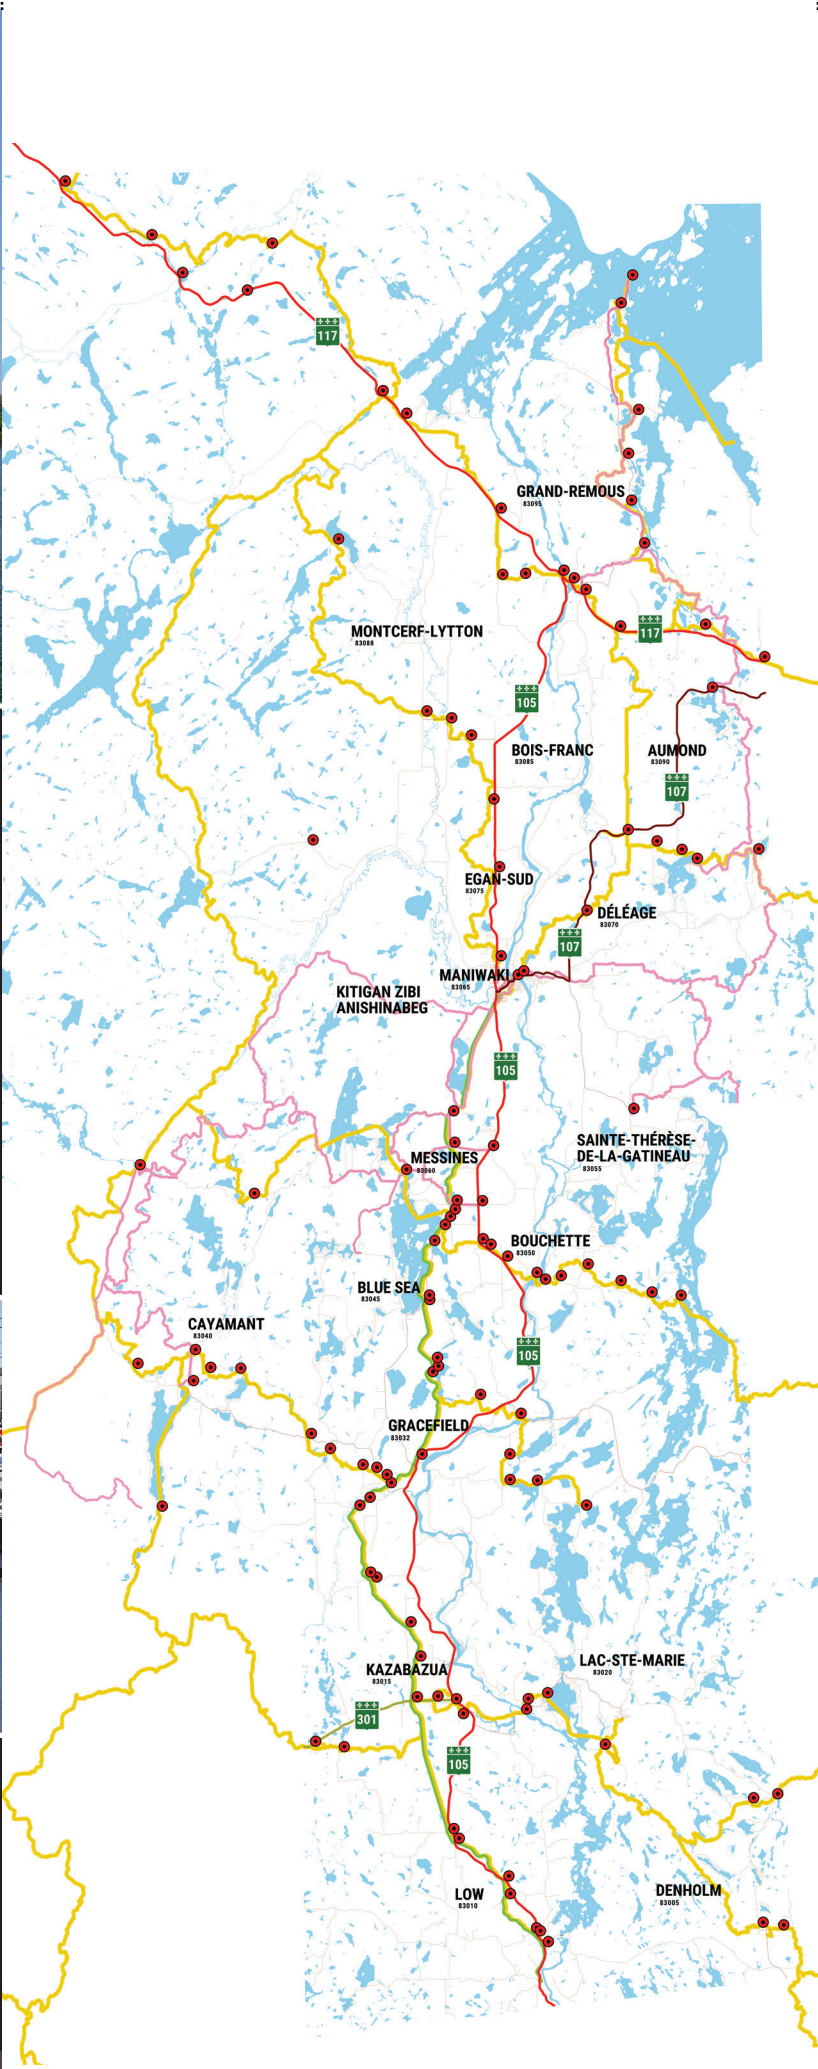 117
GRAND-REMOUS
83095
MONTCERF-LYTTON
83088
117
105
BOIS-FRANC
83085
AUMOND
83090
107
EGAN-SUD
83075
DÉLÉAGE
83070
107
MANIWAKI
83065
KITIGAN ZIBI
ANISHINABEG
105
MESSINES
83060
SAINTE-THÉRÈSE-
DE-LA-GATINEAU
83055
BOUCHETTE
83050
BLUE SEA
83045
CAYAMANT
83040
105
GRACEFIELD
83032
LAC-STE-MARIE
83020
KAZABAZUA
83015
301
105
LOW
83010
DENHOLM
83005